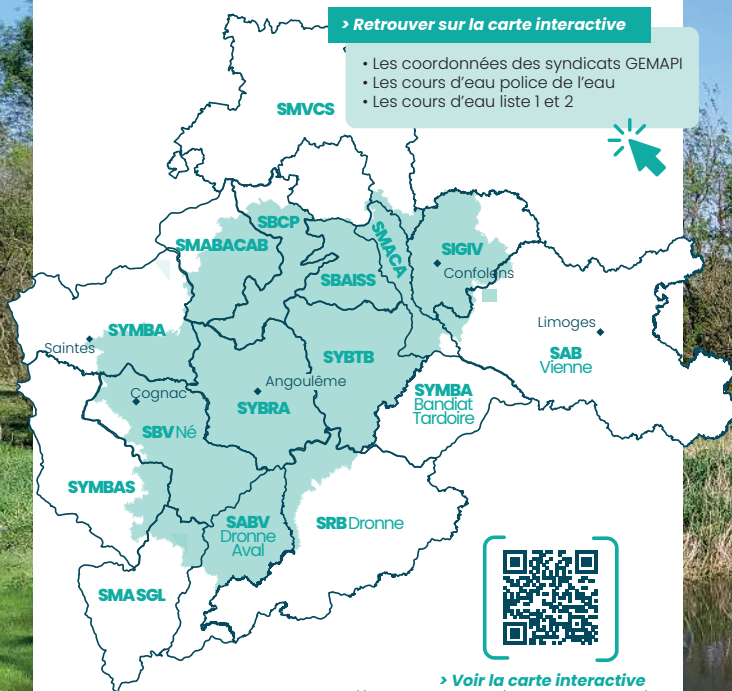 > Retrouver sur la carte interactive
• Les coordonnées des syndicats GEMAPI
• Les cours d’eau police de l’eau
• Les cours d’eau liste 1 et 2
SMVCS
SBCP
SMACA
SMABACAB
SIGIV
Confolens
SBAISS
Limoges
SYMBA
Saintes
SYBTB
SAB
Vienne
Angoulême
Cognac
SYMBA
Bandiat
Tardoire
SYBRA
SBV Né
SYMBAS
SABV
Dronne
Aval
SRB Dronne
SMASGL
> Voir la carte interactive